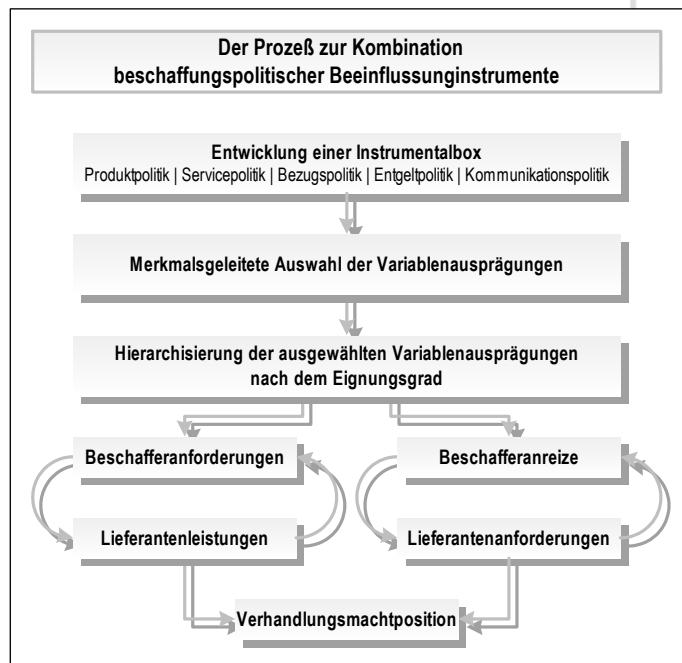 Der Prozeß zur Kombination
beschaffungspolitischer Beeinflussunginstrumente
Entwicklung einer Instrumentalbox
Produktpolitik | Servicepolitik | Bezugspolitik | Entgeltpolitik | Kommunikationspolitik
Merkmalsgeleitete Auswahl der Variablenausprägungen
Hierarchisierung der ausgewählten Variablenausprägungen
nach dem Eignungsgrad
Beschafferanforderungen
Beschafferanreize
Lieferantenleistungen
Lieferantenanforderungen
Verhandlungsmachtposition